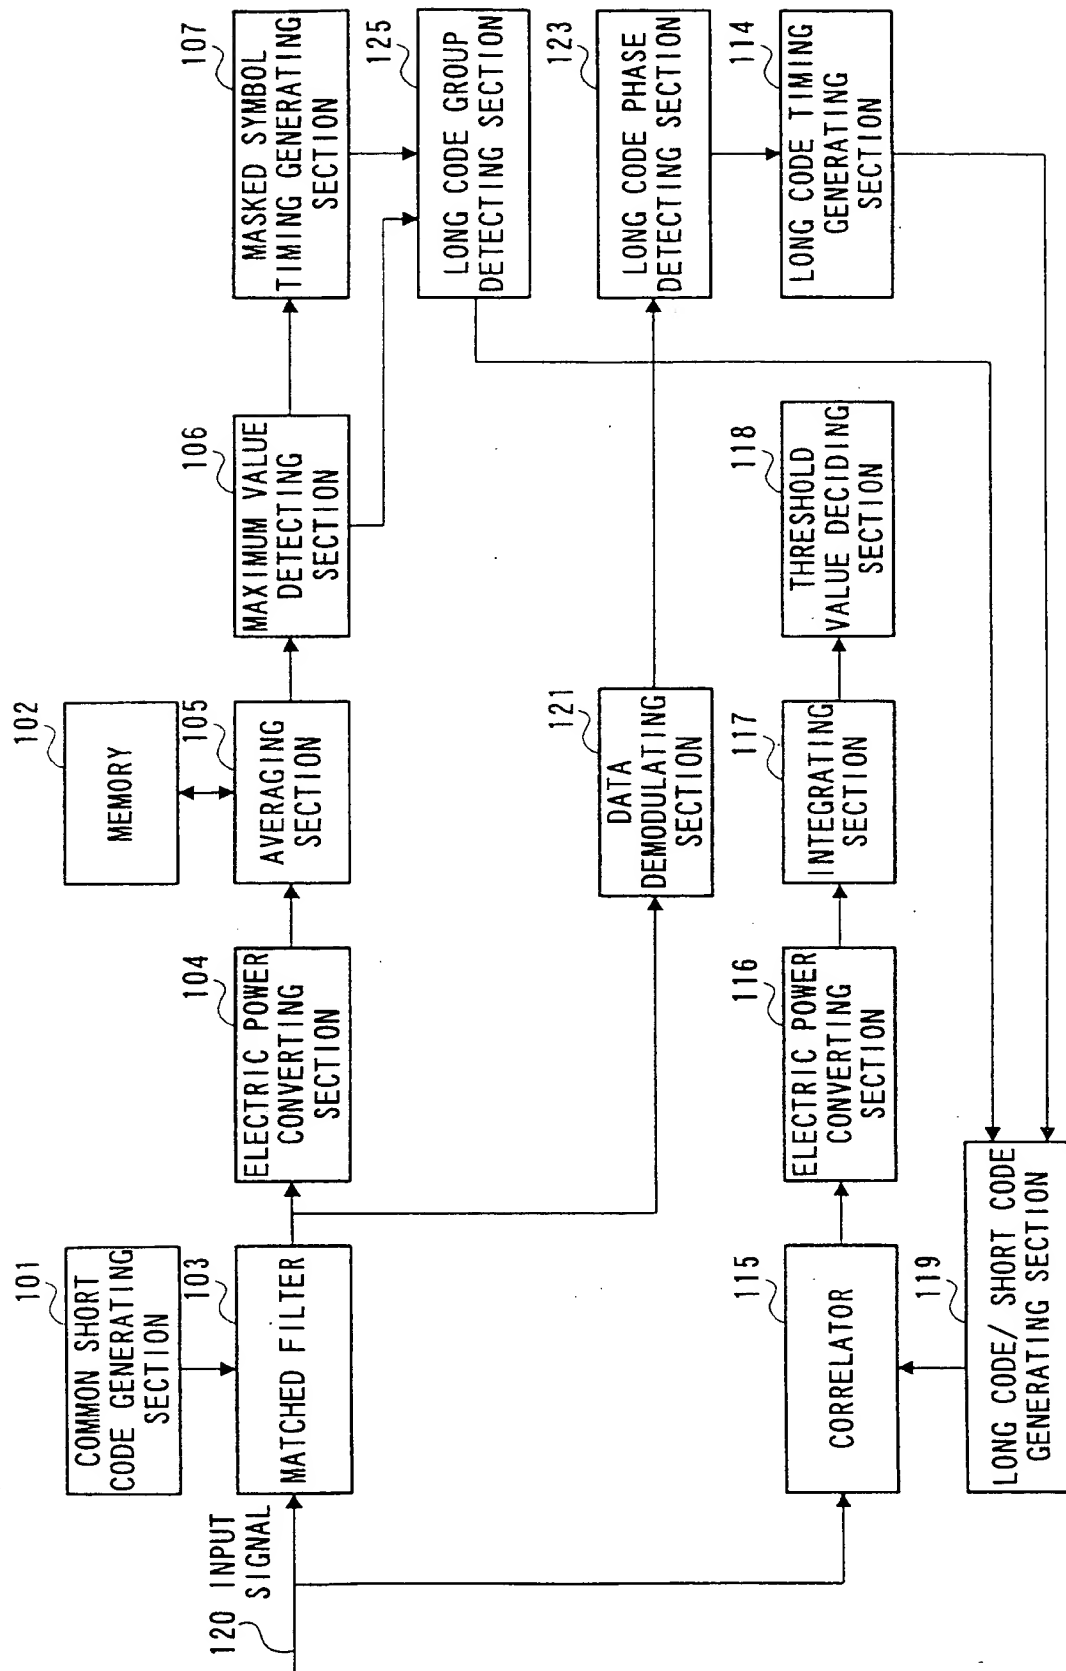 101
COMMON SHORT
CODE GENERATING
SECTION
102
MEMORY
120 INPUT
SIGNAL
103
MATCHED FILTER
104
ELECTRIC POWER
CONVERTING
SECTION
105
AVERAGING
SECTION
106
MAXIMUM VALUE
DETECTING
SECTION
107
MASKED SYMBOL
TIMING GENERATING
SECTION
125
LONG CODE GROUP
DETECTING SECTION
121
DATA
DEMODULATING
SECTION
123
LONG CODE PHASE
DETECTING SECTION
115
CORRELATOR
116
ELECTRIC POWER
CONVERTING
SECTION
117
INTEGRATING
SECTION
118
THRESHOLD
VALUE DECIDING
SECTION
114
LONG CODE TIMING
GENERATING
SECTION
119
LONG CODE/ SHORT CODE
GENERATING SECTION